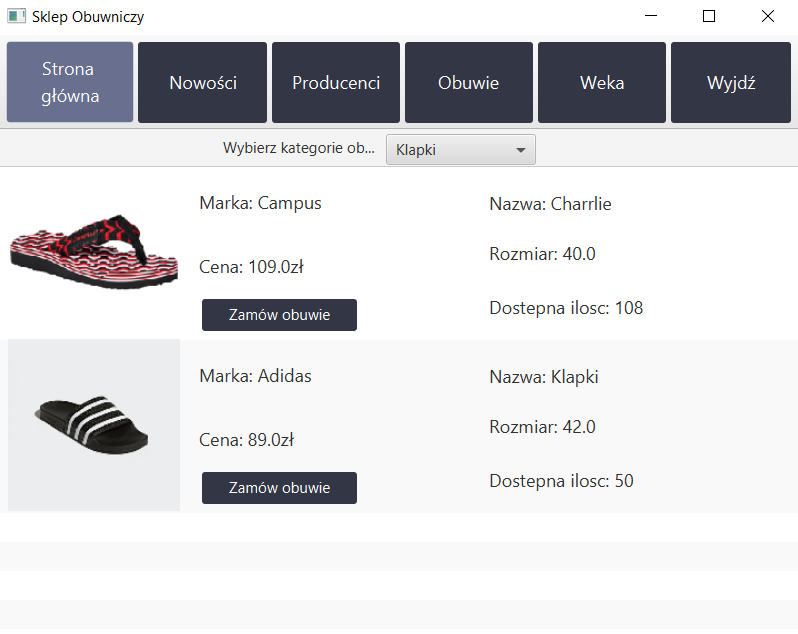 Sklep Obuwniczy
Strona
główna
Nowości
Producenci
Obuwie
Weka
Wyjdź
Wybierz kategorie ob...
Klapki
Marka: Campus
Nazwa: Charrlie
Rozmiar: 40.0
Cena: 109.0zł
Dostepna ilosc: 108
Zamów obuwie
Marka: Adidas
Nazwa: Klapki
Rozmiar: 42.0
Cena: 89.0zł
Dostepna ilosc: 50
Zamów obuwie